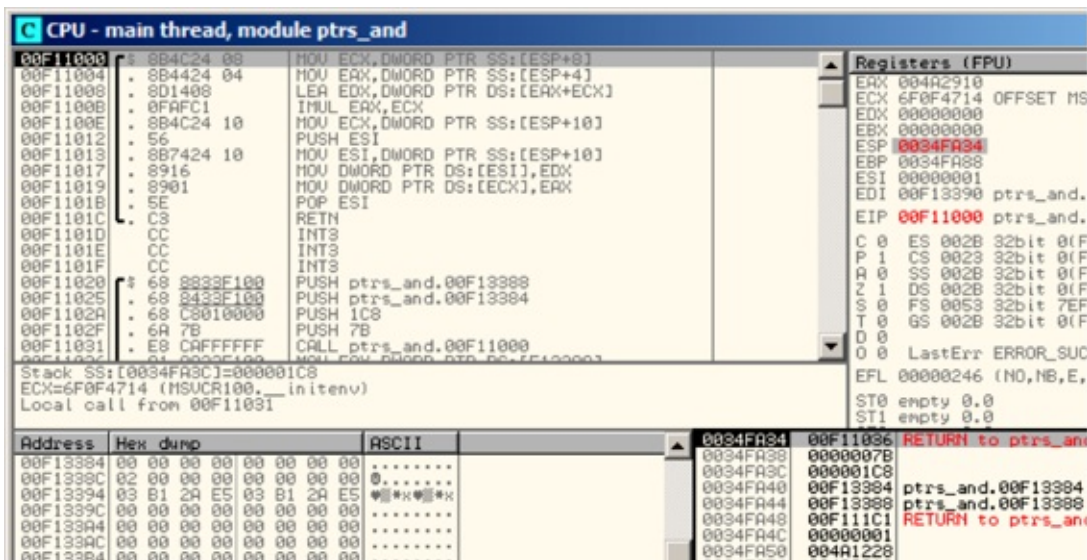 CPU - main thread, module ptrs_and
00F11000 $ 8B4C24 08 MOV ECX,DWORD PTR SS:[ESP+8]
00F11004 . 8B4424 04 MOV EAX,DWORD PTR SS:[ESP+4]
00F11008 . 8D1408 LEA EDX,DWORD PTR DS:[EAX+ECX]
00F1100B . 0FAFC1 IMUL EAX,ECX
00F1100E . 8B4C24 10 MOV ECX,DWORD PTR SS:[ESP+10]
00F11012 . 56 PUSH ESI
00F11013 . 8B7424 10 MOV ESI,DWORD PTR SS:[ESP+10]
00F11017 . 8916 MOV DWORD PTR DS:[ESI],EDX
00F11019 . 8901 MOV DWORD PTR DS:[ECX],EAX
00F1101B . 5E POP ESI
00F1101C . C3 RETN
00F1101D CC INT3
00F1101E CC INT3
00F1101F CC INT3
00F11020 $ 68 8833F100 PUSH ptrs_and.00F13388
00F11025 . 68 8433F100 PUSH ptrs_and.00F13384
00F1102A . 68 C8010000 PUSH 1C8
00F1102F . 6A 7B PUSH 7B
00F11031 . E8 CAFFFFFF CALL ptrs_and.00F11000
Stack SS:[0034FA3C]=000001C8
ECX=6F0F4714 (MSVCR100.__initenv)
Local call from 00F11031
Registers (FPU)
EAX 004A2910
ECX 6F0F4714 OFFSET MS
EDX 00000000
EBX 00000000
ESP 0034FA34
EBP 0034FA88
ESI 00000001
EDI 00F13390 ptrs_and.
EIP 00F11000 ptrs_and.
C 0 ES 002B 32bit 0(F
P 1 CS 0023 32bit 0(F
A 0 SS 002B 32bit 0(F
Z 1 DS 002B 32bit 0(F
S 0 FS 0053 32bit 7EF
T 0 GS 002B 32bit 0(F
D 0
O 0 LastErr ERROR_SUC
EFL 00000246 (NO,NB,E,
ST0 empty 0.0
ST1 empty 0.0
Address Hex dump ASCII
00F13384 00 00 00 00 00 00 00 00 ........
00F1338C 02 00 00 00 00 00 00 00
00F13394 03 B1 2A E5 03 B1 2A E5
00F1339C 00 00 00 00 00 00 00 00 ........
00F133A4 00 00 00 00 00 00 00 00 ........
00F133AC 00 00 00 00 00 00 00 00 ........
00F133B4 00 00 00 00 00 00 00 00
0034FA34 00F11036 RETURN to ptrs_and
0034FA38 0000007B
0034FA3C 000001C8
0034FA40 00F13384 ptrs_and.00F13384
0034FA44 00F13388 ptrs_and.00F13388
0034FA48 00F111C1 RETURN to ptrs_and
0034FA4C 00000001
0034FA50 004A1228